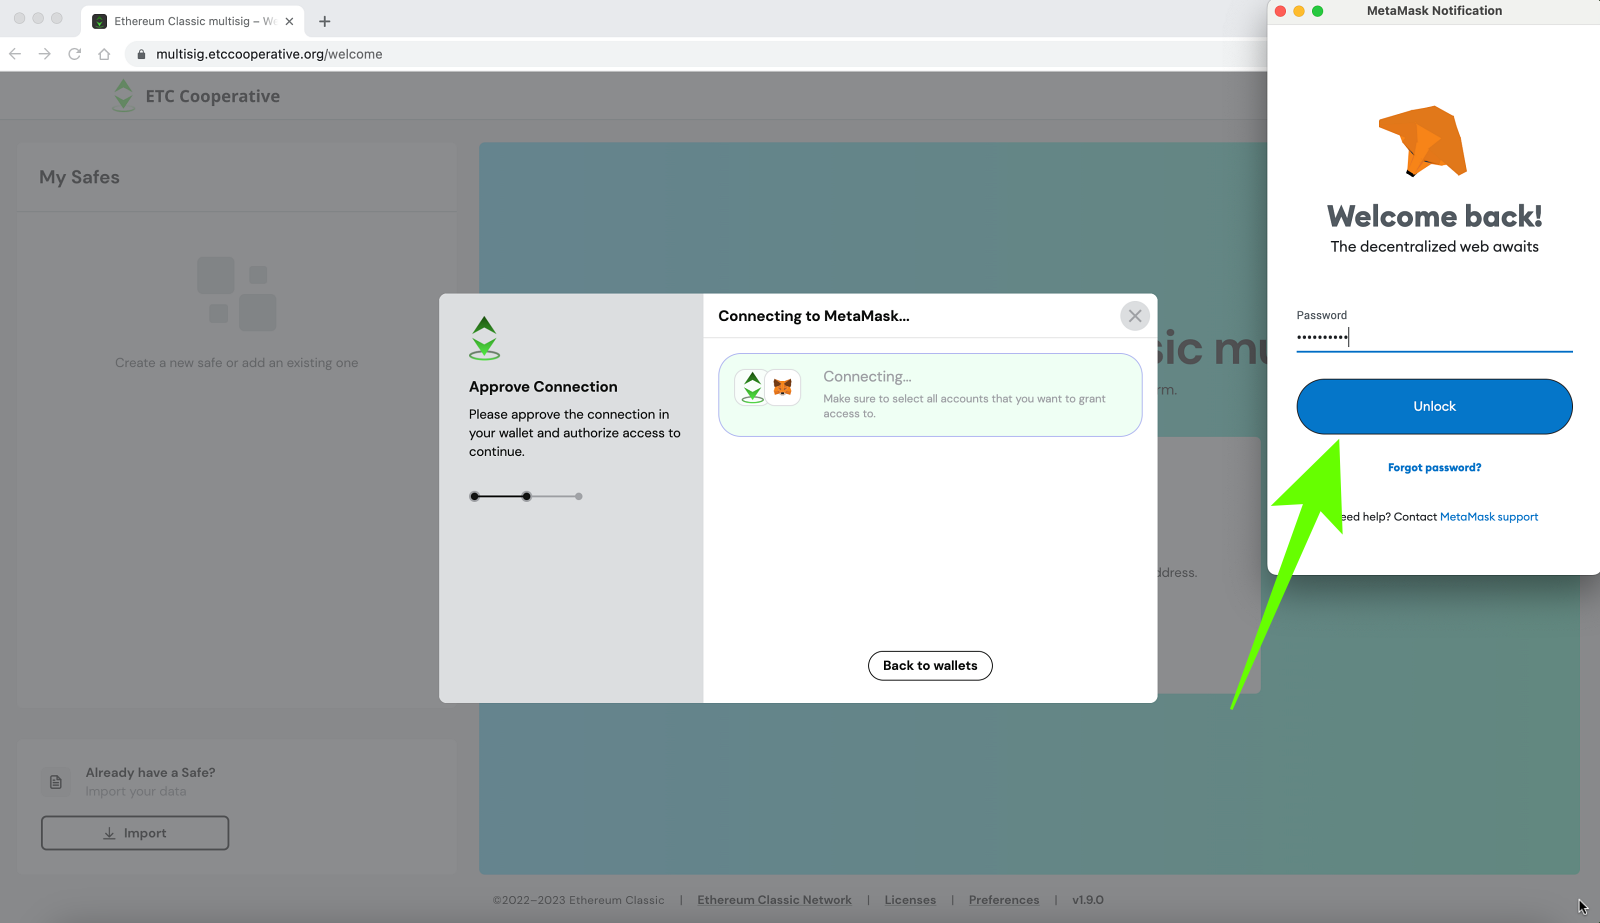 Ethereum Classic multisig – We
multisig.etccooperative.org/welcome
ETC Cooperative
My Safes
Create a new safe or add an existing one
Already have a Safe?
Import your data
Import
Approve Connection
Please approve the connection in
your wallet and authorize access to
continue.
Connecting to MetaMask...
Connecting...
Make sure to select all accounts that you want to grant
access to.
Back to wallets
sic mu
rm.
ddress.
©2022–2023 Ethereum Classic | Ethereum Classic Network | Licenses | Preferences | v1.9.0
MetaMask Notification
Welcome back!
The decentralized web awaits
Password
••••••••••
Unlock
Forgot password?
eed help? Contact MetaMask support